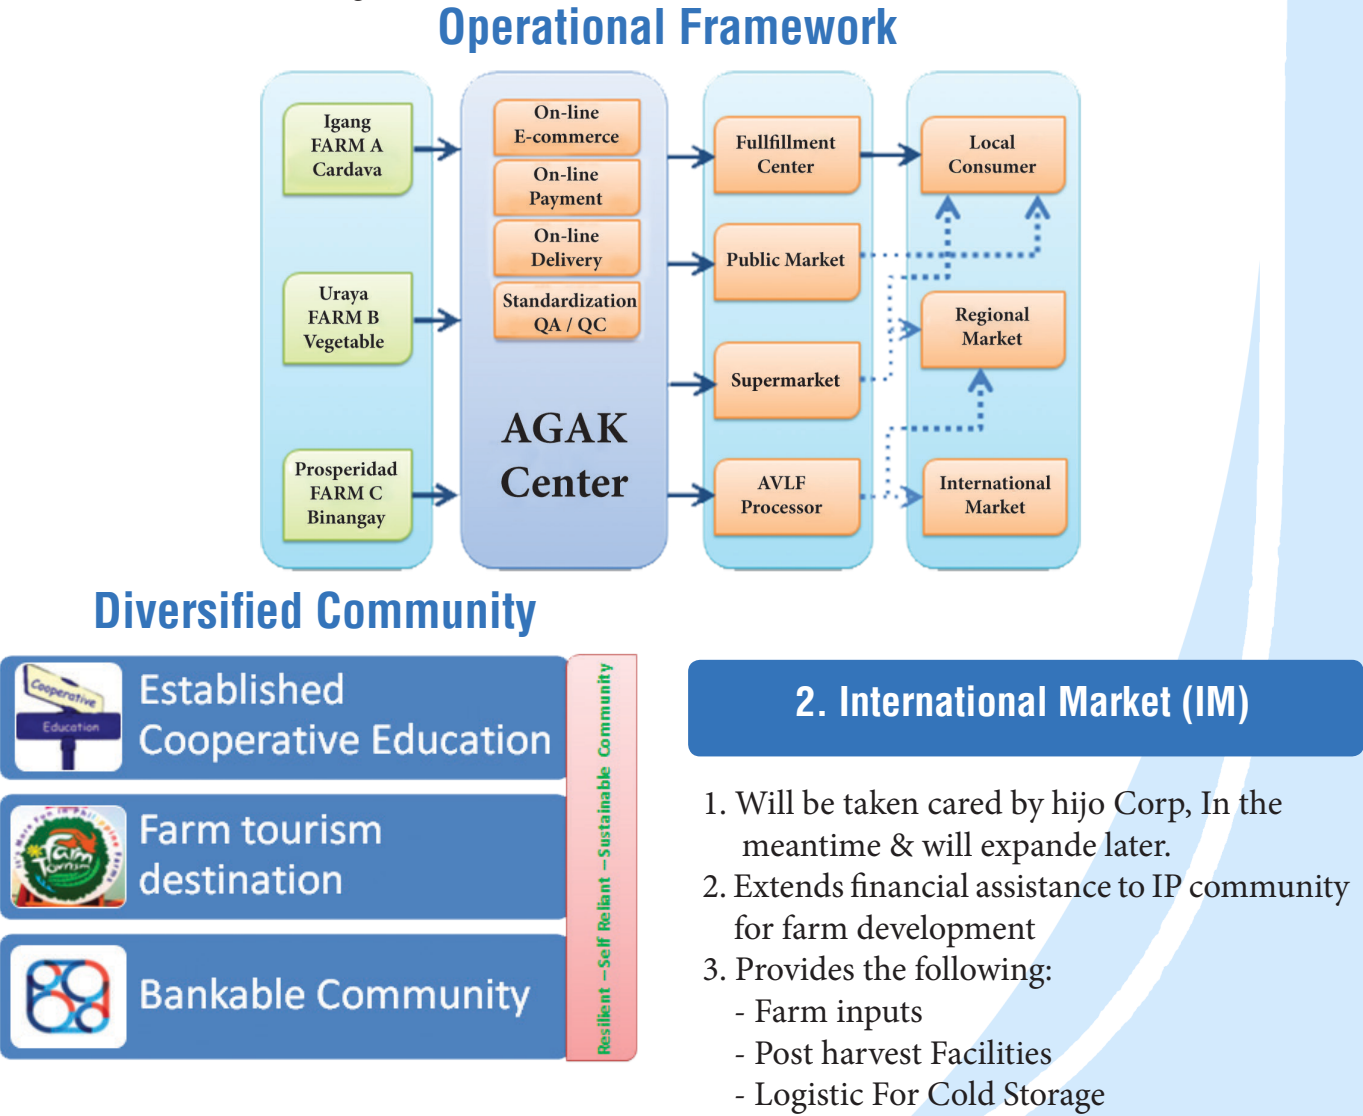 Operational Framework
Igang
FARM A
Cardava
Uraya
FARM B
Vegetable
Prosperidad
FARM C
Binangay
On-line
E-commerce
On-line
Payment
On-line
Delivery
Standardization
QA / QC
AGAK
Center
Fullfillment
Center
Public Market
Supermarket
AVLF
Processor
Local
Consumer
Regional
Market
International
Market
Diversified Community
Cooperative
Education
Established
Cooperative Education
Farm
Tourism
Farm tourism
destination
Bankable Community
Resilient – Self Reliant – Sustainable Community
2. International Market (IM)
1. Will be taken cared by hijo Corp, In the
meantime & will expande later.
2. Extends financial assistance to IP community
for farm development
3. Provides the following:
- Farm inputs
- Post harvest Facilities
- Logistic For Cold Storage